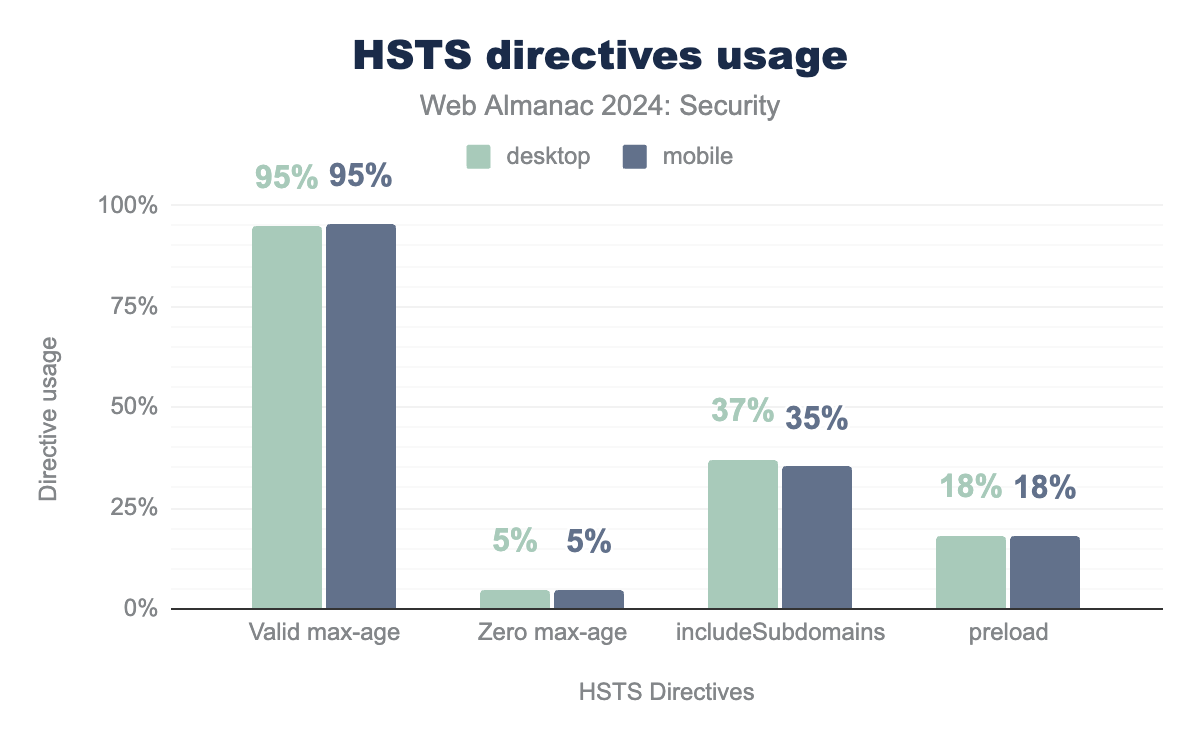 HSTS directives usage
Web Almanac 2024: Security
desktop mobile
95% 95%
100%
75%
50%
25%
0%
Directive usage
37% 35%
18% 18%
5% 5%
Valid max-age Zero max-age includeSubdomains preload
HSTS Directives